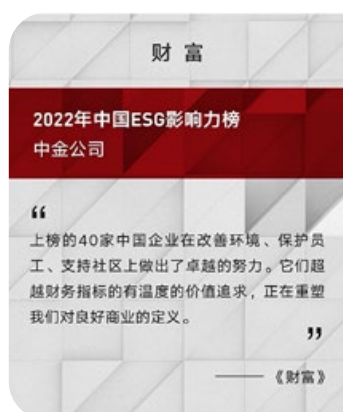 财 富
2022年中国ESG影响力榜
中金公司
“
上榜的40家中国企业在改善环境、保护员
工、支持社区上做出了卓越的努力。它们超
越财务指标的有温度的价值追求，正在重塑
我们对良好商业的定义。
”
—— 《财富》